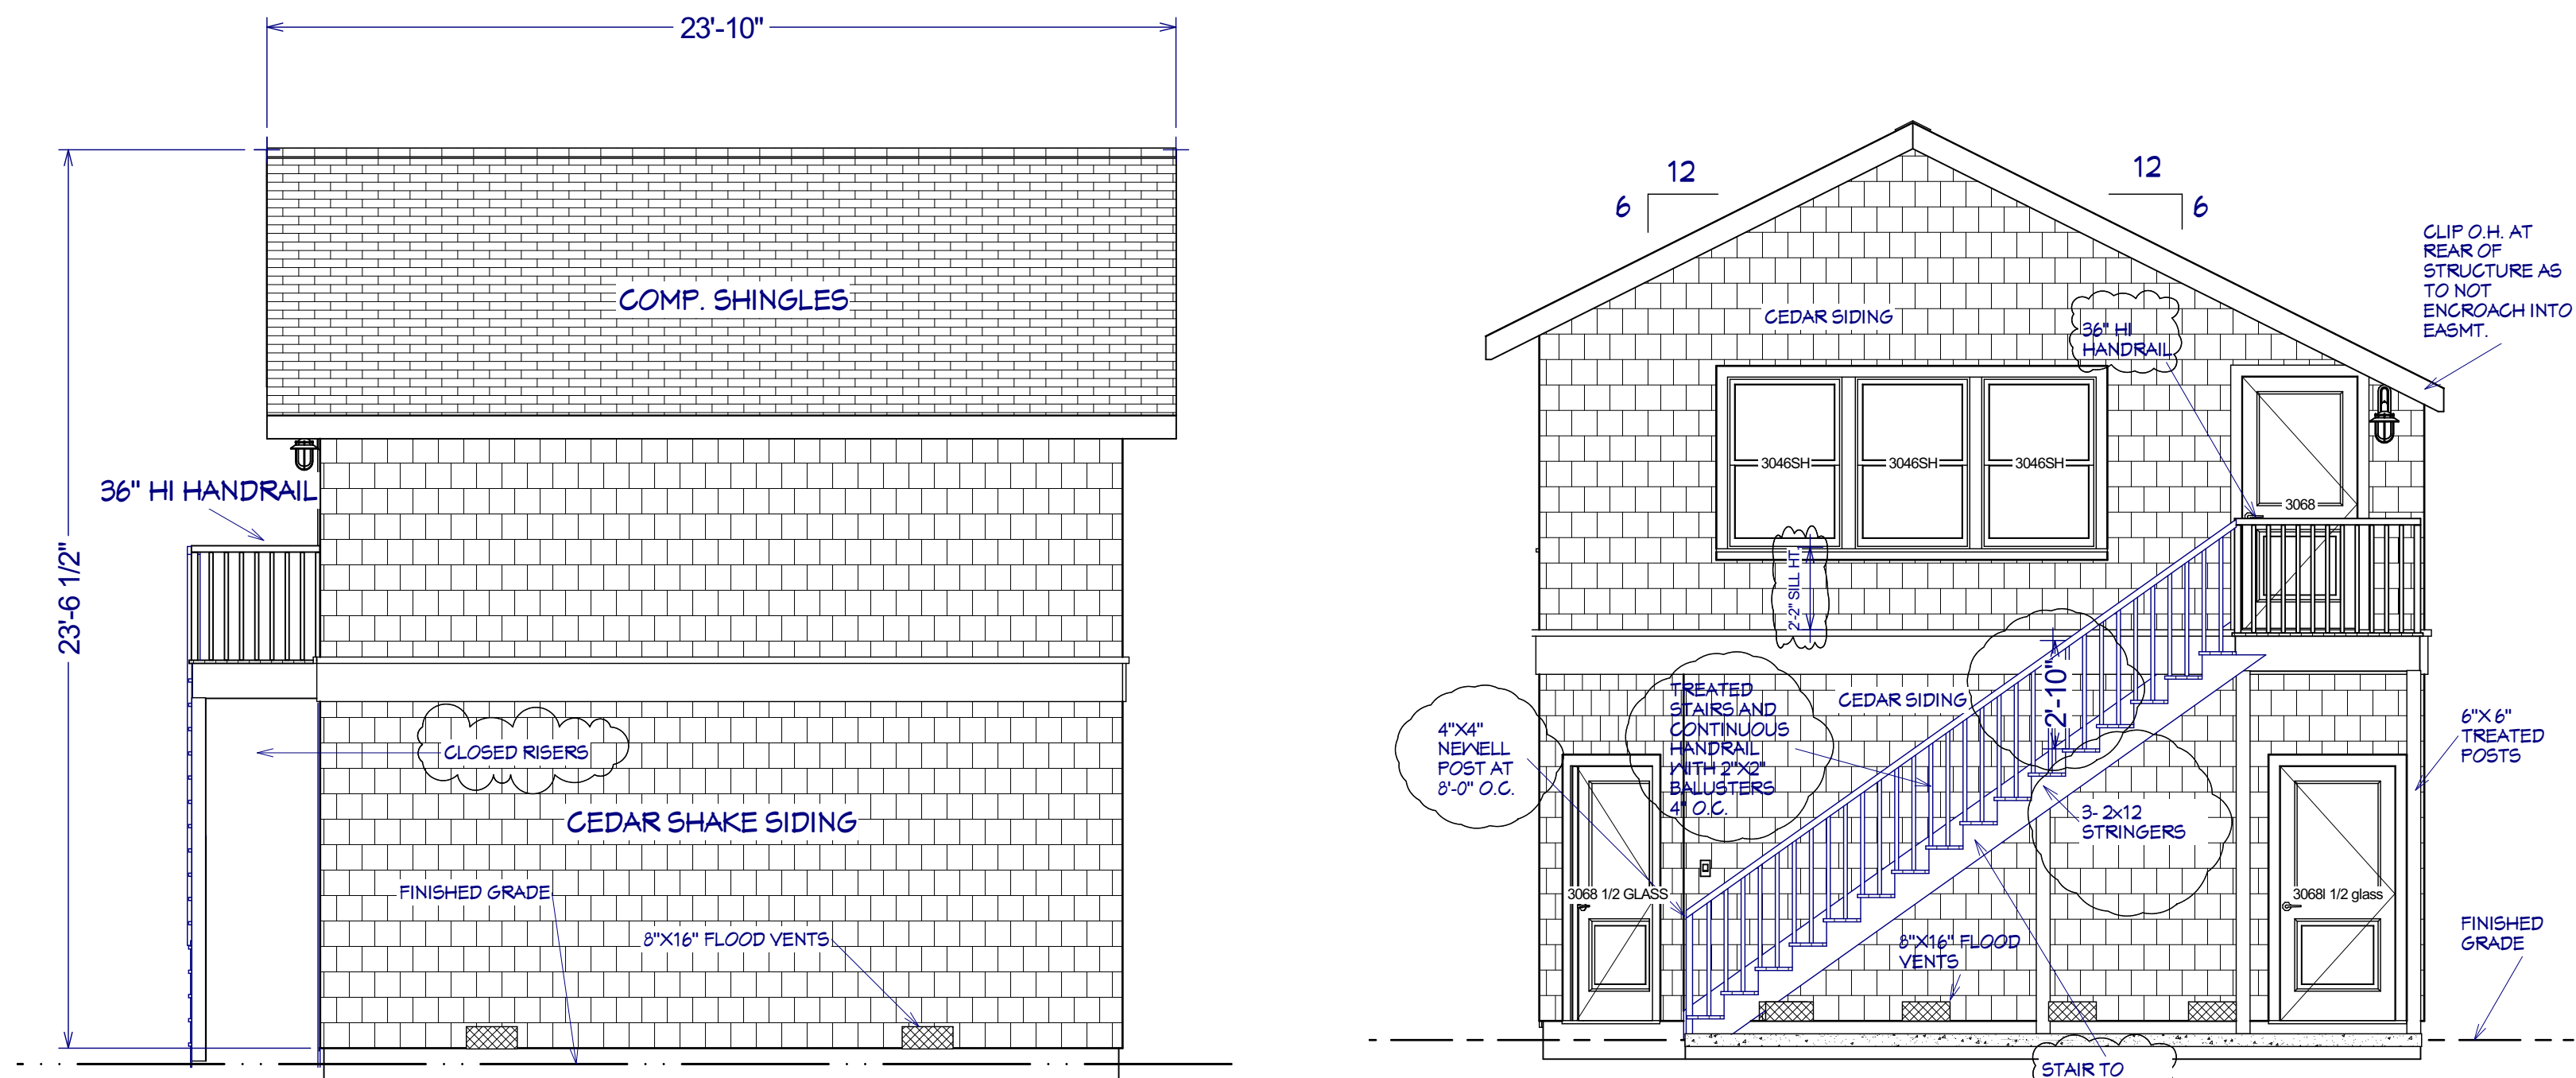 23'-10"
23'-6 1/2"
COMP. SHINGLES
36" HI HANDRAIL
CLOSED RISERS
CEDAR SHAKE SIDING
FINISHED GRADE
8"X16" FLOOD VENTS
12
6
12
6
CLIP O.H. AT
REAR OF
STRUCTURE AS
TO NOT
ENCROACH INTO
EASMT.
CEDAR SIDING
36" HI
HANDRAIL
3046SH
3046SH
3046SH
3068
2'-2" SILL HT
2'-10"
TREATED
STAIRS AND
CONTINUOUS
HANDRAIL
WITH 2"X2"
BALUSTERS
4" O.C.
CEDAR SIDING
4"X4"
NEWELL
POST AT
8'-0" O.C.
6"X 6"
TREATED
POSTS
3- 2x12
STRINGERS
3068 1/2 GLASS
3068l 1/2 glass
8"X16" FLOOD
VENTS
FINISHED
GRADE
STAIR TO